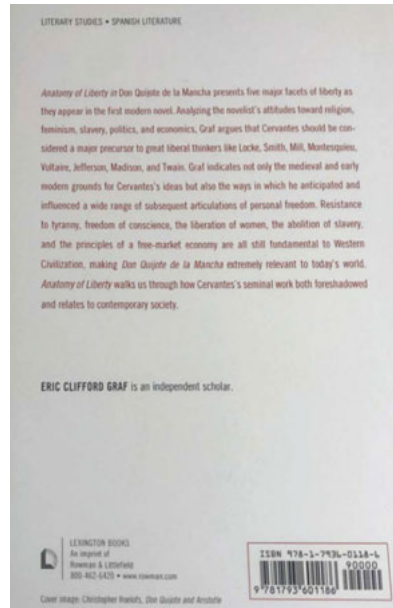 LITERARY STUDIES • SPANISH LITERATURE
Anatomy of Liberty in Don Quijote de la Mancha presents five major facets of liberty as
they appear in the first modern novel. Analyzing the novelist's attitudes toward religion,
feminism, slavery, politics, and economics, Graf argues that Cervantes should be con-
sidered a major precursor to great liberal thinkers like Locke, Smith, Mill, Montesquieu,
Voltaire, Jefferson, Madison, and Twain. Graf indicates not only the medieval and early
modern grounds for Cervantes's ideas but also the ways in which he anticipated and
influenced a wide range of subsequent articulations of personal freedom. Resistance
to tyranny, freedom of conscience, the liberation of women, the abolition of slavery,
and the principles of a free-market economy are all still fundamental to Western
Civilization, making Don Quijote de la Mancha extremely relevant to today's world.
Anatomy of Liberty walks us through how Cervantes's seminal work both foreshadowed
and relates to contemporary society.
ERIC CLIFFORD GRAF is an independent scholar.
LEXINGTON BOOKS
An imprint of
Rowman & Littlefield
800-462-6420 • www.rowman.com
Cover image: Christopher Roelofs, Don Quijote and Aristotle
ISBN 978-1-7936-0118-6
90000
9 781793 601186